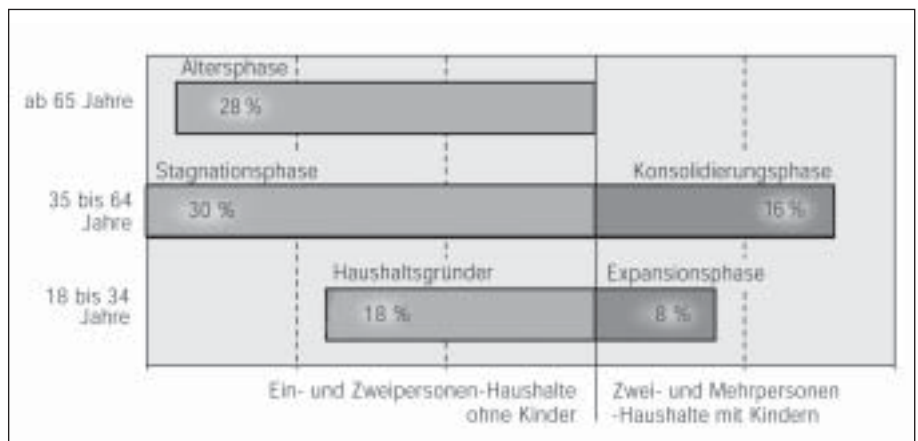 Altersphase
ab 65 Jahre
28 %
Stagnationsphase
Konsolidierungsphase
35 bis 64
Jahre
30 %
16 %
Haushaltsgründer
Expansionsphase
18 bis 34
Jahre
18 %
8 %
Ein- und Zweipersonen-Haushalte
ohne Kinder
Zwei- und Mehrpersonen
-Haushalte mit Kindern